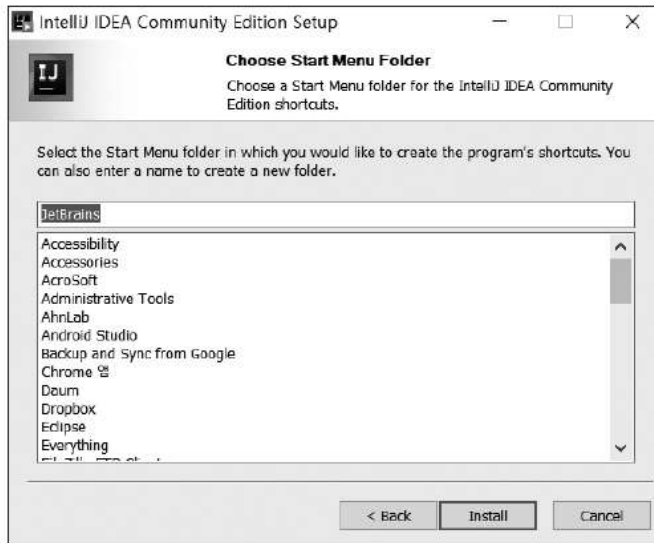 IntelliJ IDEA Community Edition Setup
IJ
Choose Start Menu Folder
Choose a Start Menu folder for the IntelliJ IDEA Community
Edition shortcuts.
Select the Start Menu folder in which you would like to create the program's shortcuts. You
can also enter a name to create a new folder.
JetBrains
Accessibility
Accessories
AcroSoft
Administrative Tools
AhnLab
Android Studio
Backup and Sync from Google
Chrome 앱
Daum
Dropbox
Eclipse
Everything
< Back
Install
Cancel